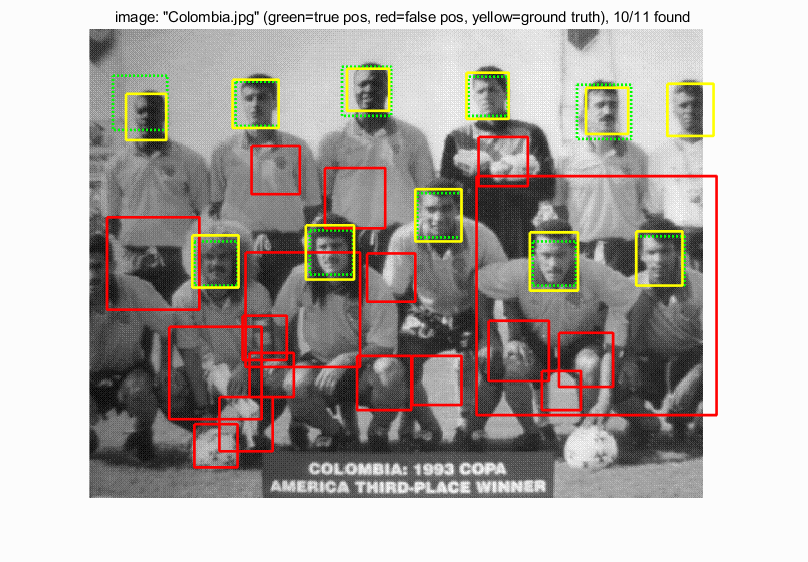 image: "Colombia.jpg" (green=true pos, red=false pos, yellow=ground truth), 10/11 found
COLOMBIA: 1993 COPA
AMERICA THIRD-PLACE WINNER